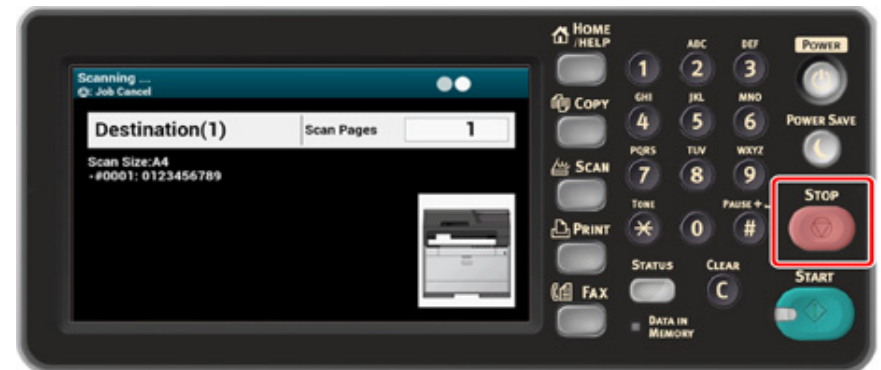 Scanning ....
: Job Cancel
Destination(1)
Scan Pages
1
Scan Size:A4
-#0001: 0123456789
HOME
/HELP
COPY
SCAN
PRINT
FAX
1
ABC
2
DEF
3
GHI
4
JKL
5
MNO
6
PQRS
7
TUV
8
WXYZ
9
TONE
*
0
PAUSE + -
#
STATUS
CLEAR
C
DATA IN
MEMORY
POWER
POWER SAVE
STOP
START